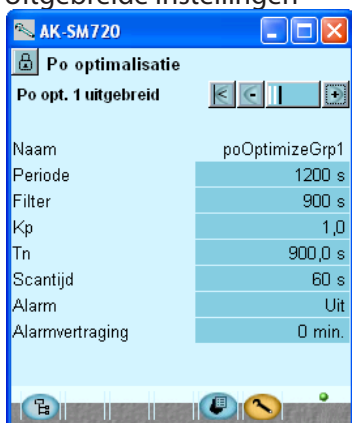 Uitgebreide instellingen
AK-SM720
Po optimalisatie
Po opt. 1 uitgebreid
Naam poOptimizeGrp1
Periode 1200 s
Filter 900 s
Kp 1,0
Tn 900,0 s
Scantijd 60 s
Alarm Uit
Alarmvertraging 0 min.